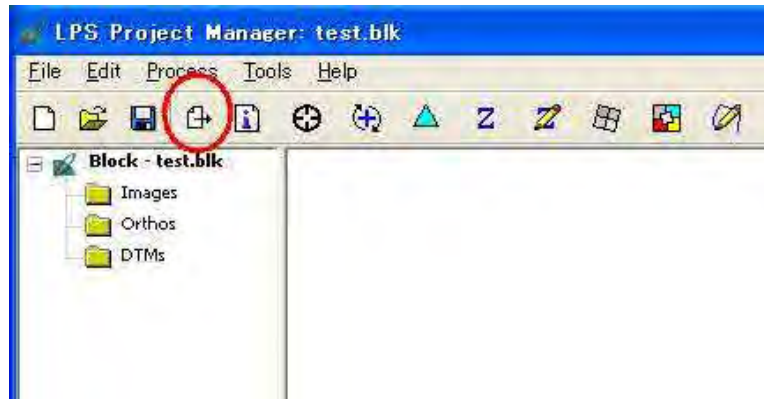 LPS Project Manager: test.blk
File Edit Process Tools Help
Z Z
Block - test.blk
Images
Orthos
DTMs